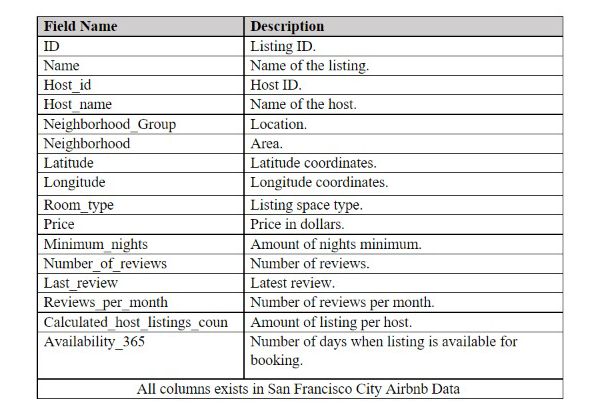 Field Name Description
ID Listing ID.
Name Name of the listing.
Host_id Host ID.
Host_name Name of the host.
Neighborhood_Group Location.
Neighborhood Area.
Latitude Latitude coordinates.
Longitude Longitude coordinates.
Room_type Listing space type.
Price Price in dollars.
Minimum_nights Amount of nights minimum.
Number_of_reviews Number of reviews.
Last_review Latest review.
Reviews_per_month Number of reviews per month.
Calculated_host_listings_coun Amount of listing per host.
Availability_365 Number of days when listing is available for
booking.
All columns exists in San Francisco City Airbnb Data